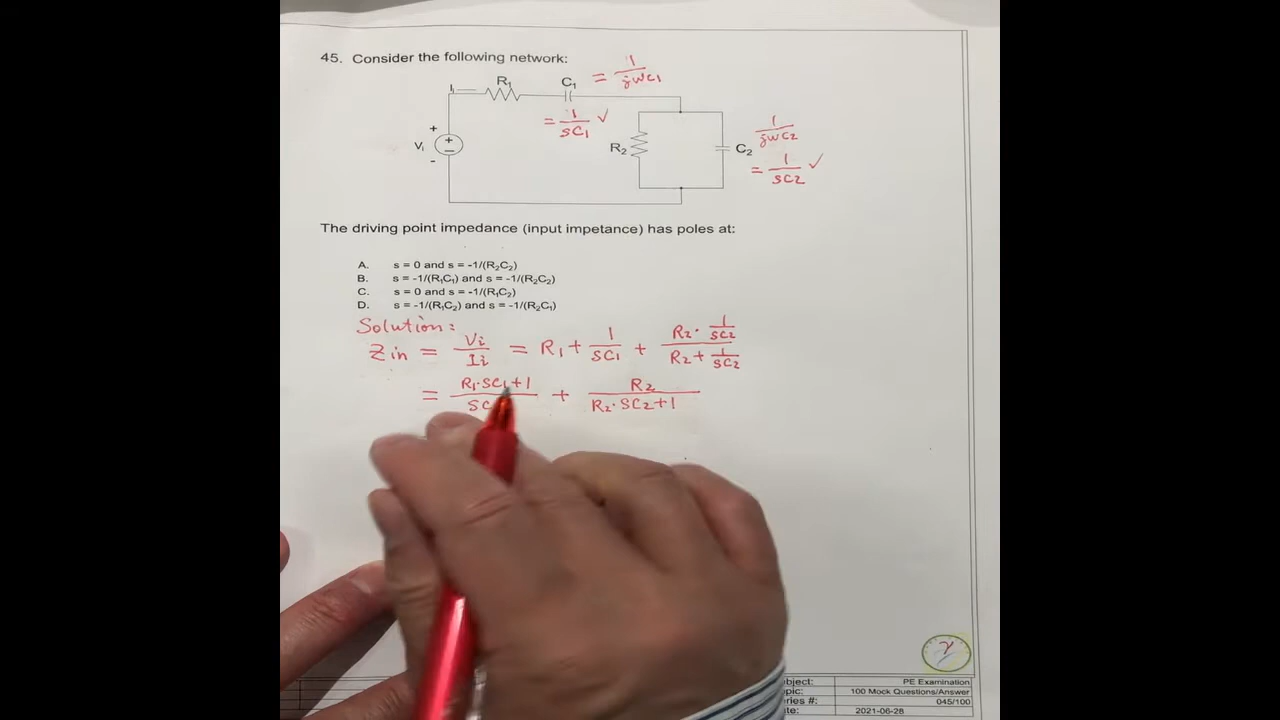 45. Consider the following network:
R₁ C₁ = 1/jωC₁
= 1/SC₁ ✓
+ Vᵢ -
+ −
R₂ C₂ 1/jωC₂
= 1/SC₂ ✓
The driving point impedance (input impetance) has poles at:
A. s = 0 and s = -1/(R₂C₂)
B. s = -1/(R₁C₁) and s = -1/(R₂C₂)
C. s = 0 and s = -1/(R₁C₂)
D. s = -1/(R₁C₂) and s = -1/(R₂C₁)
Solution:
Zin = Vi/Ii = R₁ + 1/SC₁ + (R₂ · 1/SC₂)/(R₂ + 1/SC₂)
= (R₁·SC₁+1)/SC + R₂/(R₂·SC₂+1)
γ
bject: PE Examination
pic: 100 Mock Questions/Answer
ries #: 045/100
te: 2021-06-28